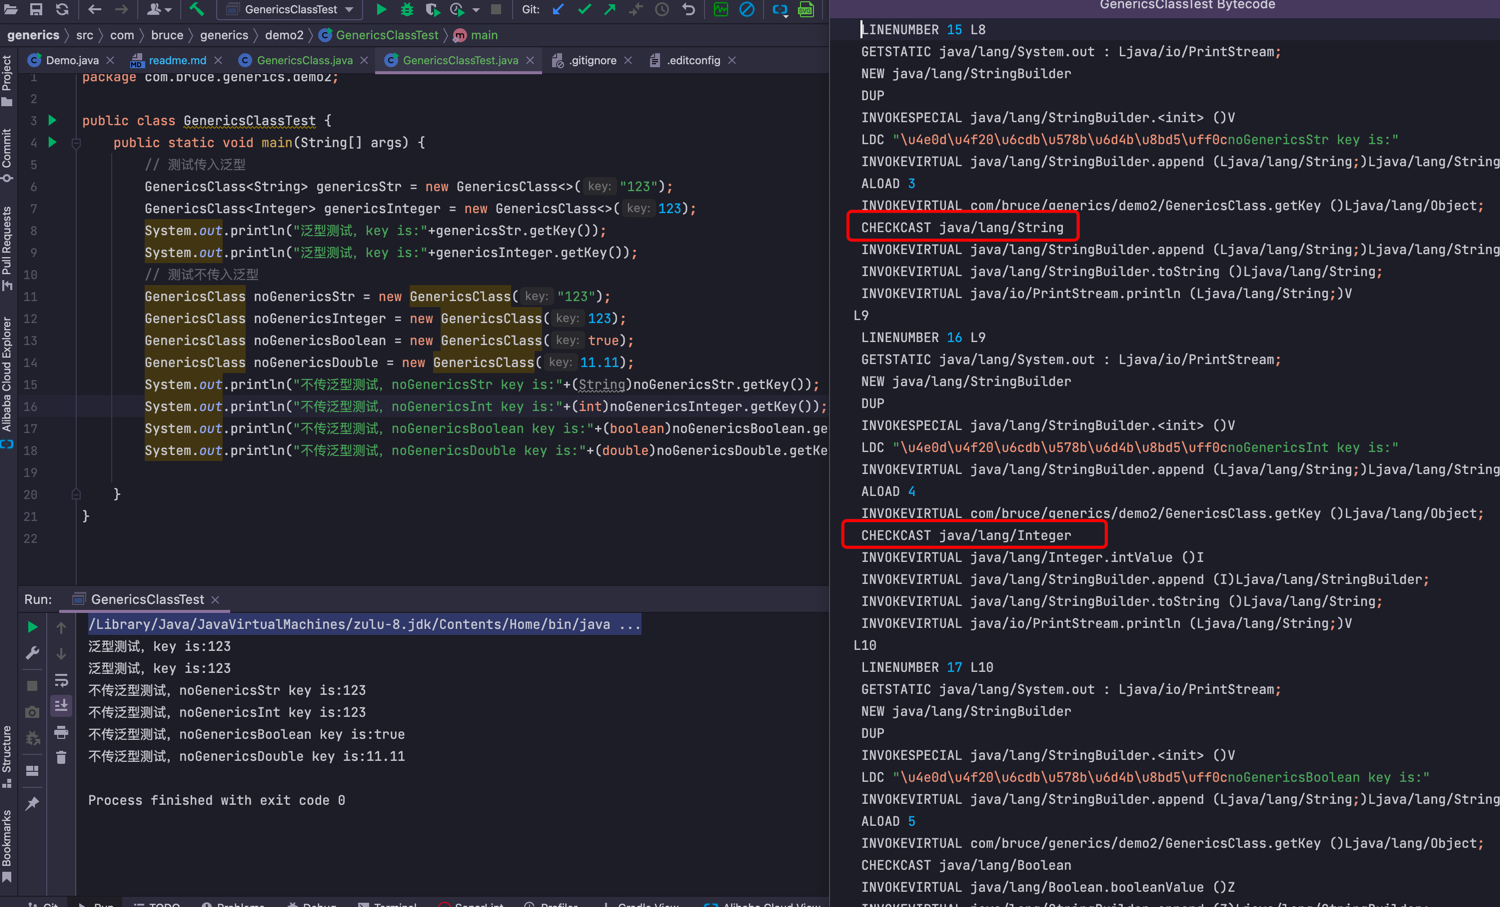 GenericsClassTest
Git:
generics › src › com › bruce › generics › demo2 › GenericsClassTest › main
Demo.java
readme.md
GenericsClass.java
GenericsClassTest.java
.gitignore
.editconfig
Project
Commit
Pull Requests
Alibaba Cloud Explorer
Structure
Bookmarks
1 package com.bruce.generics.demo2;
2
3 public class GenericsClassTest {
4 public static void main(String[] args) {
5 // 测试传入泛型
6 GenericsClass<String> genericsStr = new GenericsClass<>( key: "123");
7 GenericsClass<Integer> genericsInteger = new GenericsClass<>( key: 123);
8 System.out.println("泛型测试，key is:"+genericsStr.getKey());
9 System.out.println("泛型测试，key is:"+genericsInteger.getKey());
10 // 测试不传入泛型
11 GenericsClass noGenericsStr = new GenericsClass( key: "123");
12 GenericsClass noGenericsInteger = new GenericsClass( key: 123);
13 GenericsClass noGenericsBoolean = new GenericsClass( key: true);
14 GenericsClass noGenericsDouble = new GenericsClass( key: 11.11);
15 System.out.println("不传泛型测试，noGenericsStr key is:"+(String)noGenericsStr.getKey());
16 System.out.println("不传泛型测试，noGenericsInt key is:"+(int)noGenericsInteger.getKey());
17 System.out.println("不传泛型测试，noGenericsBoolean key is:"+(boolean)noGenericsBoolean.ge
18 System.out.println("不传泛型测试，noGenericsDouble key is:"+(double)noGenericsDouble.getKe
19
20 }
21 }
22
Run: GenericsClassTest
/Library/Java/JavaVirtualMachines/zulu-8.jdk/Contents/Home/bin/java ...
泛型测试，key is:123
泛型测试，key is:123
不传泛型测试，noGenericsStr key is:123
不传泛型测试，noGenericsInt key is:123
不传泛型测试，noGenericsBoolean key is:true
不传泛型测试，noGenericsDouble key is:11.11
Process finished with exit code 0
Git Run TODO Problems Debug Terminal SonarLint Profiler Gradle View Alibaba Cloud View
GenericsClassTest Bytecode
LINENUMBER 15 L8
GETSTATIC java/lang/System.out : Ljava/io/PrintStream;
NEW java/lang/StringBuilder
DUP
INVOKESPECIAL java/lang/StringBuilder.<init> ()V
LDC "\u4e0d\u4f20\u6cdb\u578b\u6d4b\u8bd5\uff0cnoGenericsStr key is:"
INVOKEVIRTUAL java/lang/StringBuilder.append (Ljava/lang/String;)Ljava/lang/String
ALOAD 3
INVOKEVIRTUAL com/bruce/generics/demo2/GenericsClass.getKey ()Ljava/lang/Object;
CHECKCAST java/lang/String
INVOKEVIRTUAL java/lang/StringBuilder.append (Ljava/lang/String;)Ljava/lang/String
INVOKEVIRTUAL java/lang/StringBuilder.toString ()Ljava/lang/String;
INVOKEVIRTUAL java/io/PrintStream.println (Ljava/lang/String;)V
L9
LINENUMBER 16 L9
GETSTATIC java/lang/System.out : Ljava/io/PrintStream;
NEW java/lang/StringBuilder
DUP
INVOKESPECIAL java/lang/StringBuilder.<init> ()V
LDC "\u4e0d\u4f20\u6cdb\u578b\u6d4b\u8bd5\uff0cnoGenericsInt key is:"
INVOKEVIRTUAL java/lang/StringBuilder.append (Ljava/lang/String;)Ljava/lang/String
ALOAD 4
INVOKEVIRTUAL com/bruce/generics/demo2/GenericsClass.getKey ()Ljava/lang/Object;
CHECKCAST java/lang/Integer
INVOKEVIRTUAL java/lang/Integer.intValue ()I
INVOKEVIRTUAL java/lang/StringBuilder.append (I)Ljava/lang/StringBuilder;
INVOKEVIRTUAL java/lang/StringBuilder.toString ()Ljava/lang/String;
INVOKEVIRTUAL java/io/PrintStream.println (Ljava/lang/String;)V
L10
LINENUMBER 17 L10
GETSTATIC java/lang/System.out : Ljava/io/PrintStream;
NEW java/lang/StringBuilder
DUP
INVOKESPECIAL java/lang/StringBuilder.<init> ()V
LDC "\u4e0d\u4f20\u6cdb\u578b\u6d4b\u8bd5\uff0cnoGenericsBoolean key is:"
INVOKEVIRTUAL java/lang/StringBuilder.append (Ljava/lang/String;)Ljava/lang/String
ALOAD 5
INVOKEVIRTUAL com/bruce/generics/demo2/GenericsClass.getKey ()Ljava/lang/Object;
CHECKCAST java/lang/Boolean
INVOKEVIRTUAL java/lang/Boolean.booleanValue ()Z
INVOKEVIRTUAL java/lang/StringBuilder.append (Z)Ljava/lang/StringBuilder;